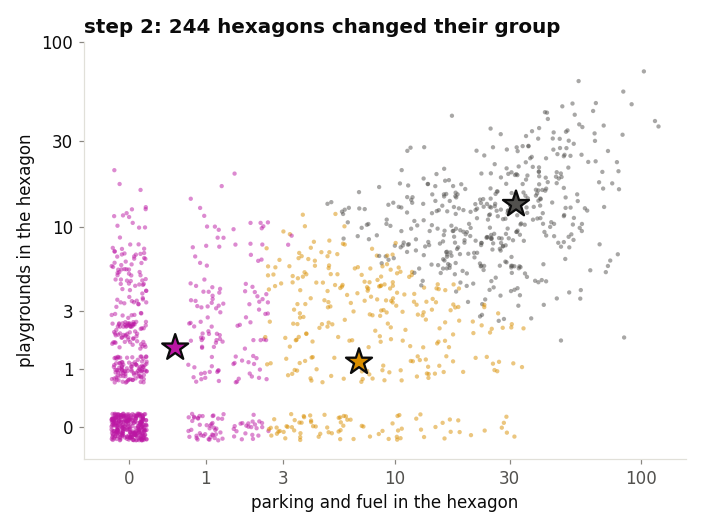 step 2: 244 hexagons changed their group
100
30
10
3
1
0
playgrounds in the hexagon
0 1 3 10 30 100
parking and fuel in the hexagon